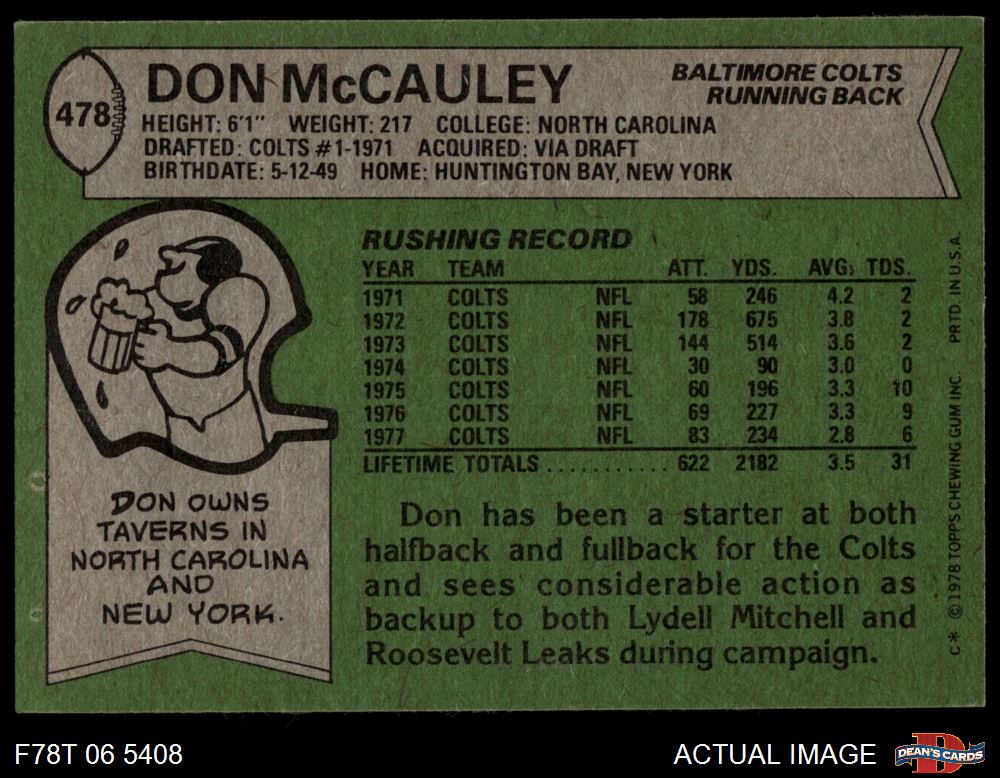 478
DON McCAULEY
BALTIMORE COLTS
RUNNING BACK
HEIGHT: 6'1" WEIGHT: 217 COLLEGE: NORTH CAROLINA
DRAFTED: COLTS #1-1971 ACQUIRED: VIA DRAFT
BIRTHDATE: 5-12-49 HOME: HUNTINGTON BAY, NEW YORK
RUSHING RECORD
YEAR TEAM ATT. YDS. AVG. TDS.
1971 COLTS NFL 58 246 4.2 2
1972 COLTS NFL 178 675 3.8 2
1973 COLTS NFL 144 514 3.6 2
1974 COLTS NFL 30 90 3.0 0
1975 COLTS NFL 60 196 3.3 10
1976 COLTS NFL 69 227 3.3 9
1977 COLTS NFL 83 234 2.8 6
LIFETIME TOTALS ........... 622 2182 3.5 31
DON OWNS
TAVERNS IN
NORTH CAROLINA
AND
NEW YORK.
Don has been a starter at both
halfback and fullback for the Colts
and sees considerable action as
backup to both Lydell Mitchell and
Roosevelt Leaks during campaign.
C* © 1978 TOPPS CHEWING GUM INC. PRTD. IN U.S.A.
F78T 06 5408
ACTUAL IMAGE
DEAN'S CARDS